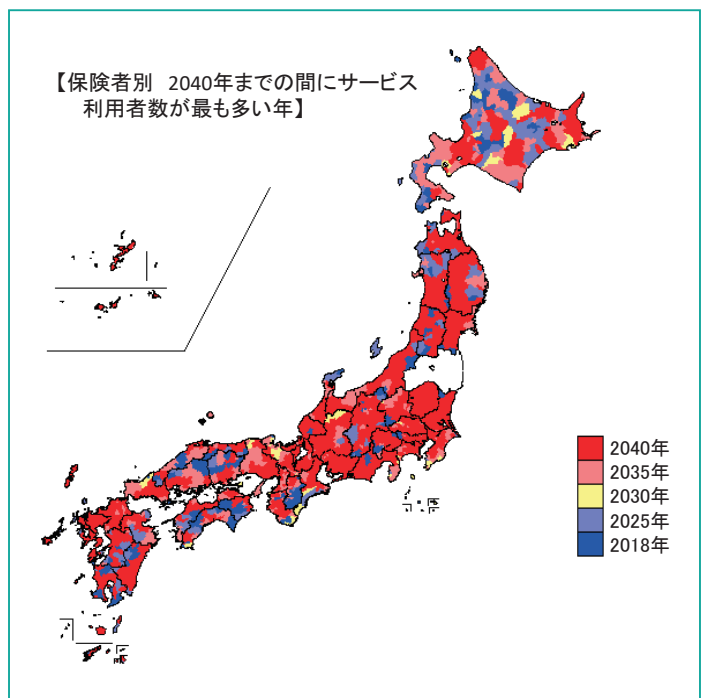 【保険者別 2040年までの間にサービス
利用者数が最も多い年】
2040年
2035年
2030年
2025年
2018年